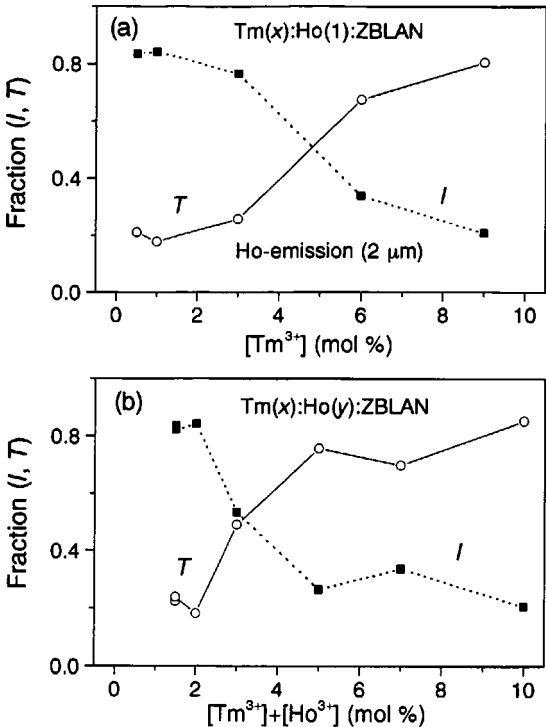 (a) Tm(x):Ho(1):ZBLAN
0.8
Fraction (I, T)
0.4
T
I
Ho-emission (2 μm)
0.0
0 2 4 6 8 10
[Tm³⁺] (mol %)
(b) Tm(x):Ho(y):ZBLAN
0.8
Fraction (I, T)
0.4
T
I
0.0
0 2 4 6 8 10
[Tm³⁺]+[Ho³⁺] (mol %)